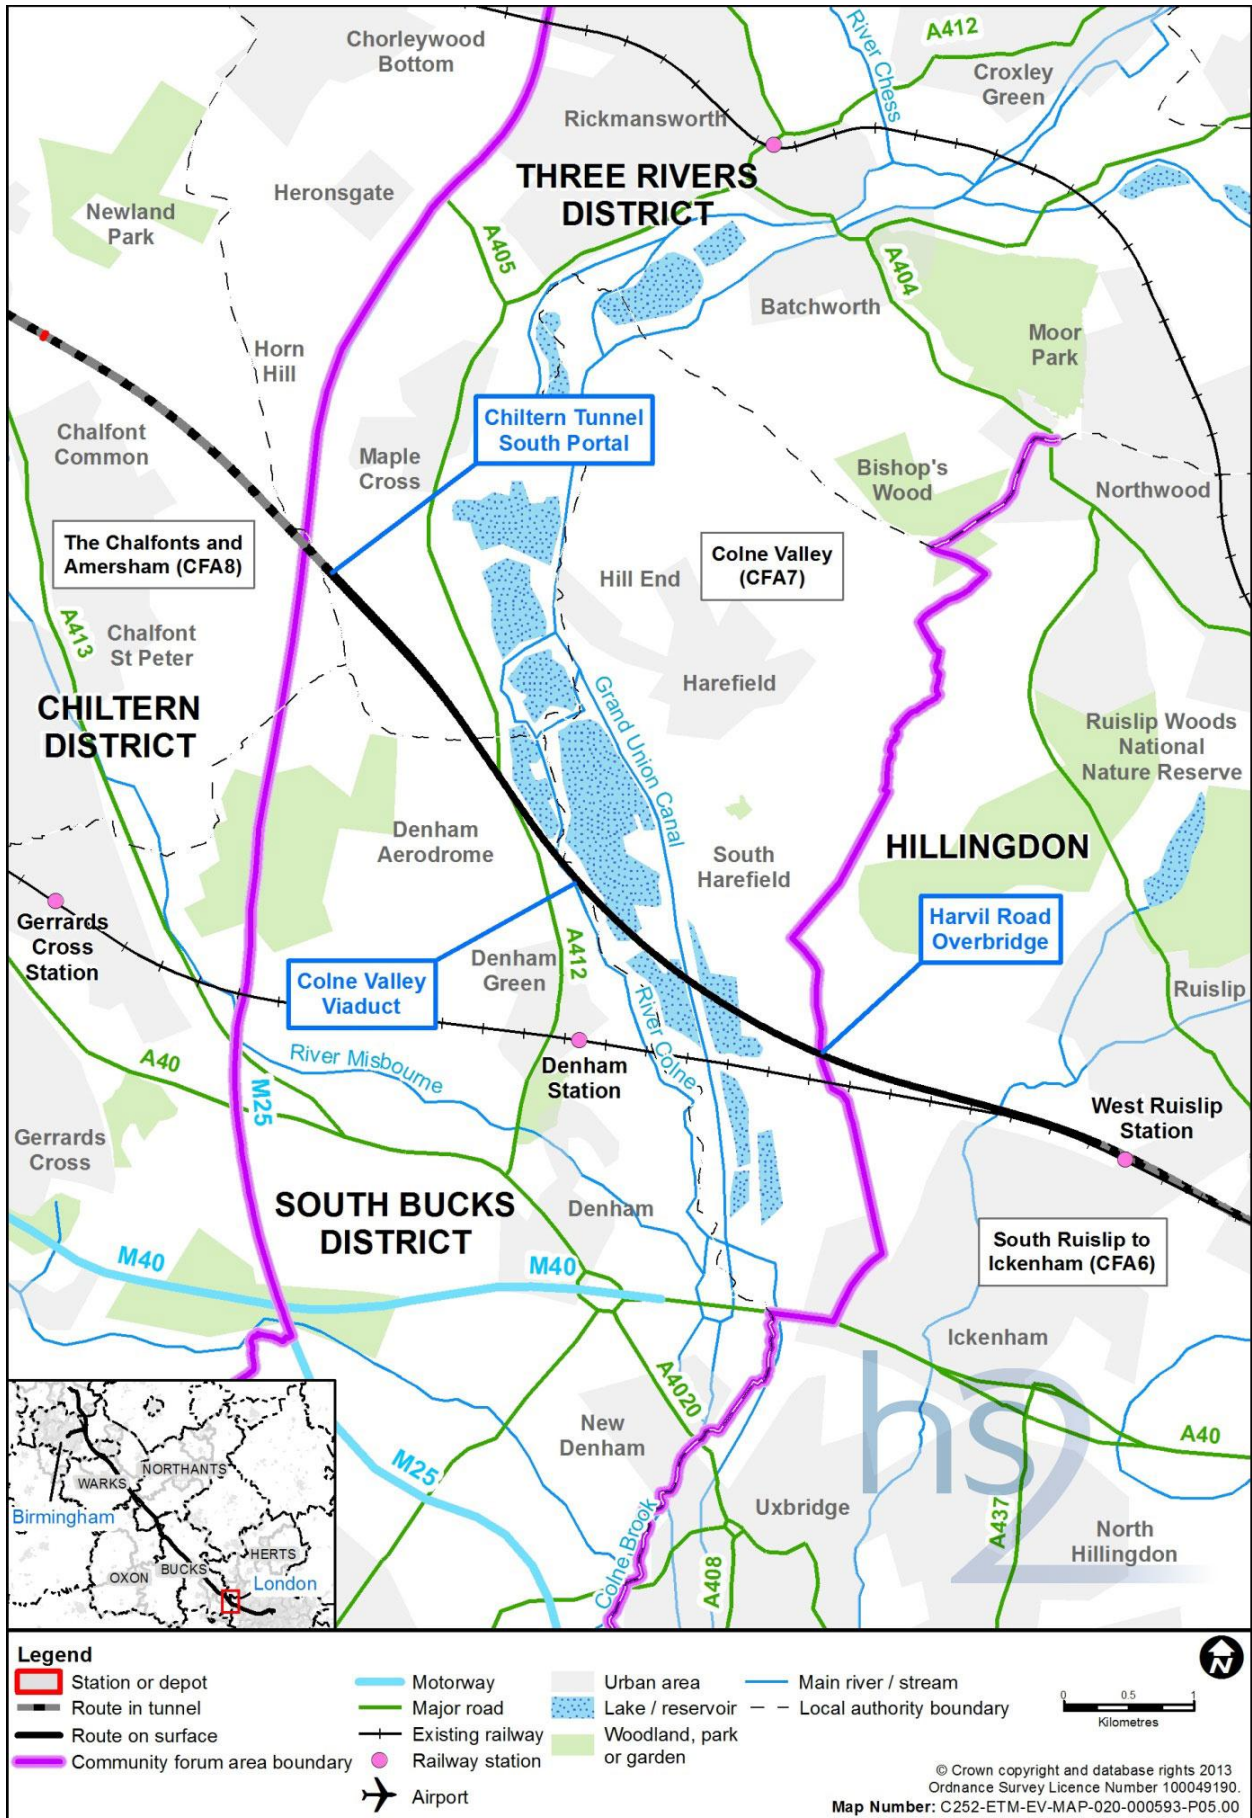 Chorleywood
Bottom
River Chess
A412
Croxley
Green
Rickmansworth
THREE RIVERS
DISTRICT
Heronsgate
Newland
Park
A405
A404
Batchworth
Moor
Park
Horn
Hill
Chiltern Tunnel
South Portal
Chalfont
Common
Maple
Cross
Bishop's
Wood
Northwood
The Chalfonts and
Amersham (CFA8)
Colne Valley
(CFA7)
Hill End
A413
Chalfont
St Peter
Harefield
Grand Union Canal
CHILTERN
DISTRICT
Ruislip Woods
National
Nature Reserve
Denham
Aerodrome
South
Harefield
HILLINGDON
Gerrards
Cross
Station
Harvil Road
Overbridge
Denham
Green
A412
Colne Valley
Viaduct
River Colne
Ruislip
River Misbourne
Denham
Station
A40
M25
West Ruislip
Station
Gerrards
Cross
SOUTH BUCKS
DISTRICT
Denham
South Ruislip to
Ickenham (CFA6)
M40
M40
Ickenham
A4020
hs2
New
Denham
A40
M25
Uxbridge
A437
North
Hillingdon
Colne Brook
A408
NORTHANTS
WARKS
Birmingham
HERTS
BUCKS
OXON
London
Legend
Station or depot
Route in tunnel
Route on surface
Community forum area boundary
Motorway
Major road
Existing railway
Railway station
Airport
Urban area
Lake / reservoir
Woodland, park
or garden
Main river / stream
Local authority boundary
N
0 0.5 1
Kilometres
© Crown copyright and database rights 2013
Ordnance Survey Licence Number 100049190.
Map Number: C252-ETM-EV-MAP-020-000593-P05.00